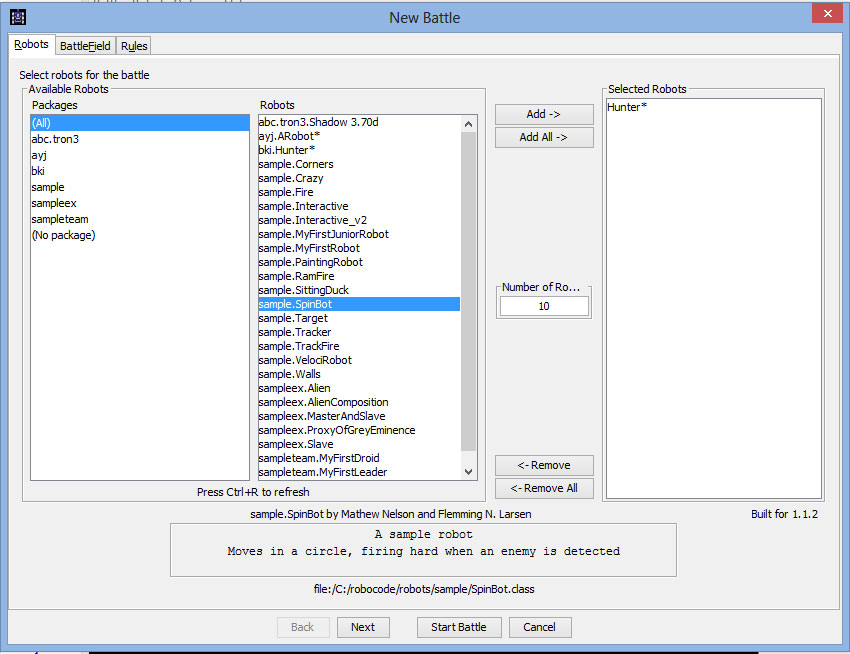 New Battle
Robots
BattleField
Rules
Select robots for the battle
Available Robots
Packages
(All)
abc.tron3
ayj
bki
sample
sampleex
sampleteam
(No package)
Robots
abc.tron3.Shadow 3.70d
ayj.ARobot*
bki.Hunter*
sample.Corners
sample.Crazy
sample.Fire
sample.Interactive
sample.Interactive_v2
sample.MyFirstJuniorRobot
sample.MyFirstRobot
sample.PaintingRobot
sample.RamFire
sample.SittingDuck
sample.SpinBot
sample.Target
sample.Tracker
sample.TrackFire
sample.VelociRobot
sample.Walls
sampleex.Alien
sampleex.AlienComposition
sampleex.MasterAndSlave
sampleex.ProxyOfGreyEminence
sampleex.Slave
sampleteam.MyFirstDroid
sampleteam.MyFirstLeader
Press Ctrl+R to refresh
Add ->
Add All ->
Number of Ro...
10
<- Remove
<- Remove All
Selected Robots
Hunter*
sample.SpinBot by Mathew Nelson and Flemming N. Larsen
Built for 1.1.2
A sample robot
Moves in a circle, firing hard when an enemy is detected
file:/C:/robocode/robots/sample/SpinBot.class
Back
Next
Start Battle
Cancel